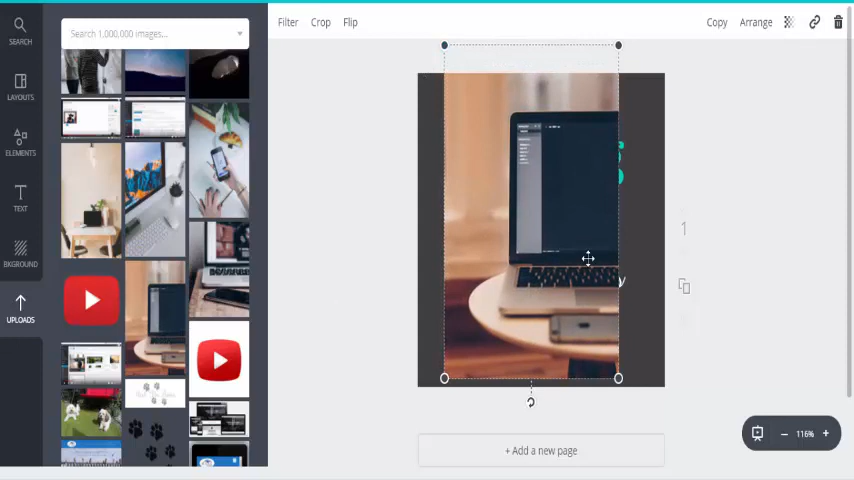 SEARCH
LAYOUTS
ELEMENTS
TEXT
BKGROUND
UPLOADS
Search 1,000,000 images...
Filter Crop Flip
Copy Arrange
1
+ Add a new page
116%